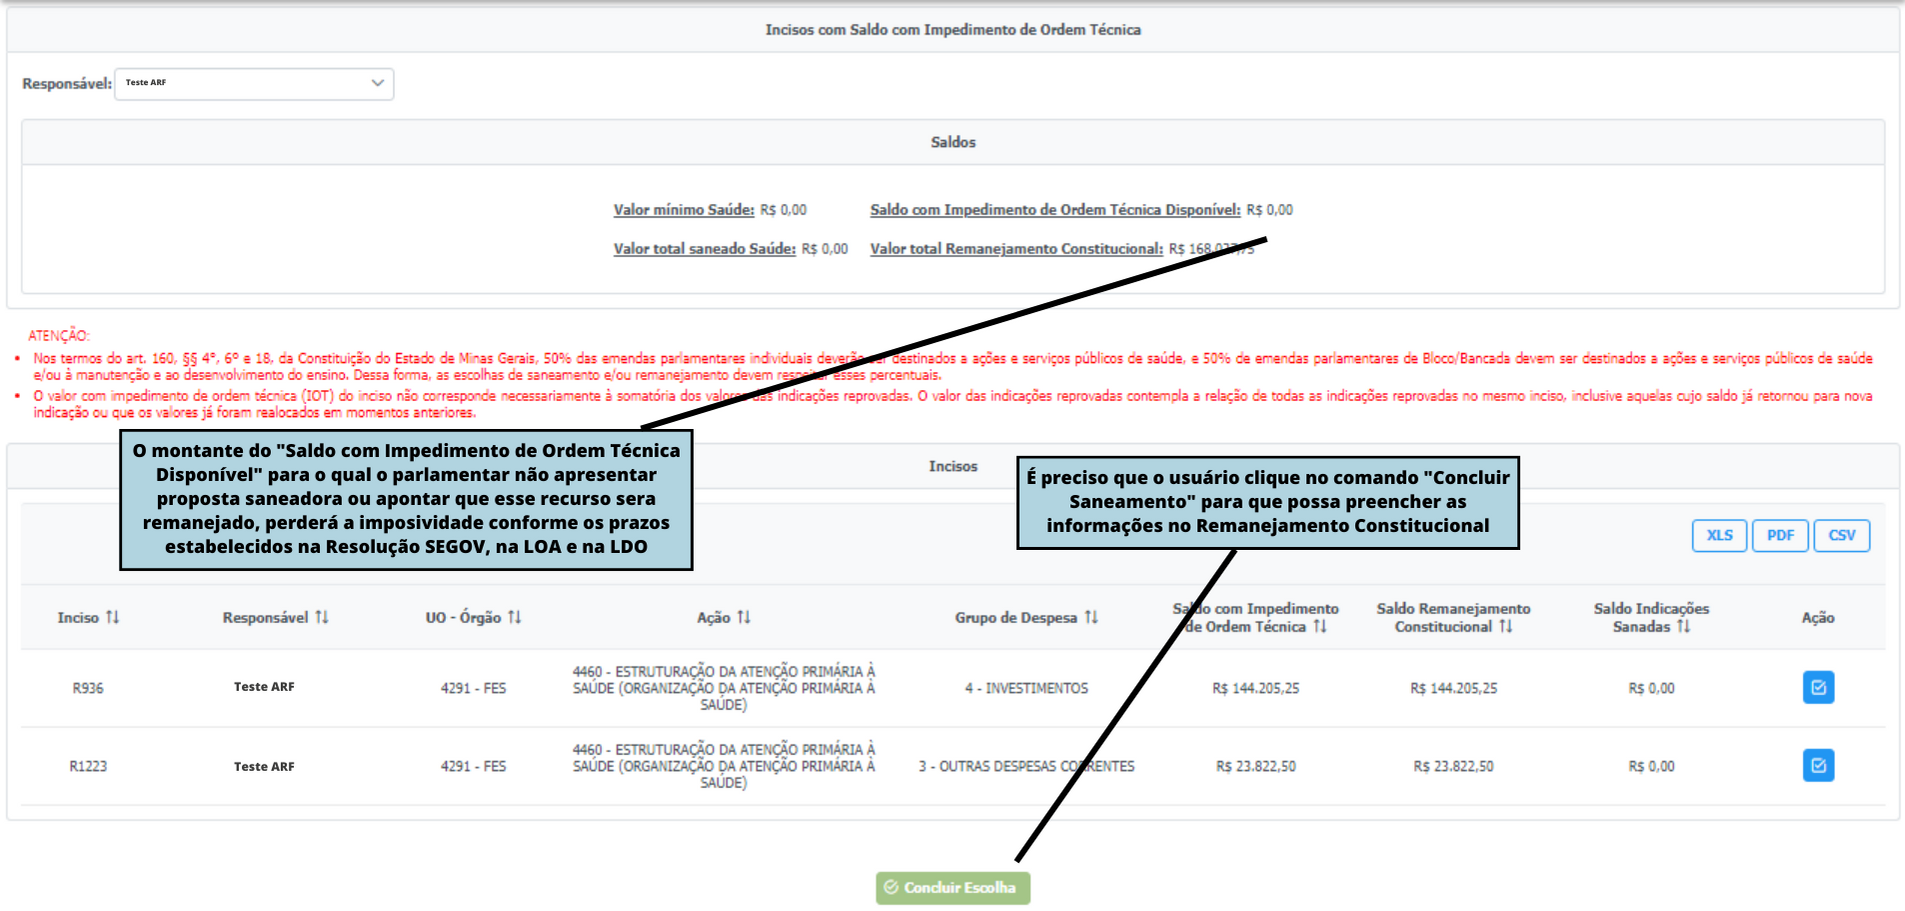 Incisos com Saldo com Impedimento de Ordem Técnica
Responsável: Teste ARF
Saldos
Valor mínimo Saúde: R$ 0,00 Saldo com Impedimento de Ordem Técnica Disponível: R$ 0,00
Valor total saneado Saúde: R$ 0,00 Valor total Remanejamento Constitucional: R$
ATENÇÃO:
Nos termos do art. 160, §§ 4°, 6º e 18, da Constituição do Estado de Minas Gerais, 50% das emendas parlamentares individuais deverão ser destinados a ações e serviços públicos de saúde, e 50% de emendas parlamentares de Bloco/Bancada devem ser destinados a ações e serviços públicos de saúde
e/ou à manutenção e ao desenvolvimento do ensino. Dessa forma, as escolhas de saneamento e/ou remanejamento devem respeitar esses percentuais.
O valor com impedimento de ordem técnica (IOT) do inciso não corresponde necessariamente à somatória dos valores das indicações reprovadas. O valor das indicações reprovadas contempla a relação de todas as indicações reprovadas no mesmo inciso, inclusive aquelas cujo saldo já retornou para nova
indicação ou que os valores já foram realocados em momentos anteriores.
O montante do "Saldo com Impedimento de Ordem Técnica
Disponível" para o qual o parlamentar não apresentar
proposta saneadora ou apontar que esse recurso sera
remanejado, perderá a imposividade conforme os prazos
estabelecidos na Resolução SEGOV, na LOA e na LDO
Incisos
É preciso que o usuário clique no comando "Concluir
Saneamento" para que possa preencher as
informações no Remanejamento Constitucional
XLS PDF CSV
Inciso Responsável UO - Órgão Ação Grupo de Despesa Saldo com Impedimento Saldo Remanejamento Saldo Indicações Ação
de Ordem Técnica Constitucional Sanadas
4460 - ESTRUTURAÇÃO DA ATENÇÃO PRIMÁRIA À
R936 Teste ARF 4291 - FES SAÚDE (ORGANIZAÇÃO DA ATENÇÃO PRIMÁRIA À 4 - INVESTIMENTOS R$ 144.205,25 R$ 144.205,25 R$ 0,00
SAÚDE)
4460 - ESTRUTURAÇÃO DA ATENÇÃO PRIMÁRIA À
R1223 Teste ARF 4291 - FES SAÚDE (ORGANIZAÇÃO DA ATENÇÃO PRIMÁRIA À 3 - OUTRAS DESPESAS CORRENTES R$ 23.822,50 R$ 23.822,50 R$ 0,00
SAÚDE)
Concluir Escolha